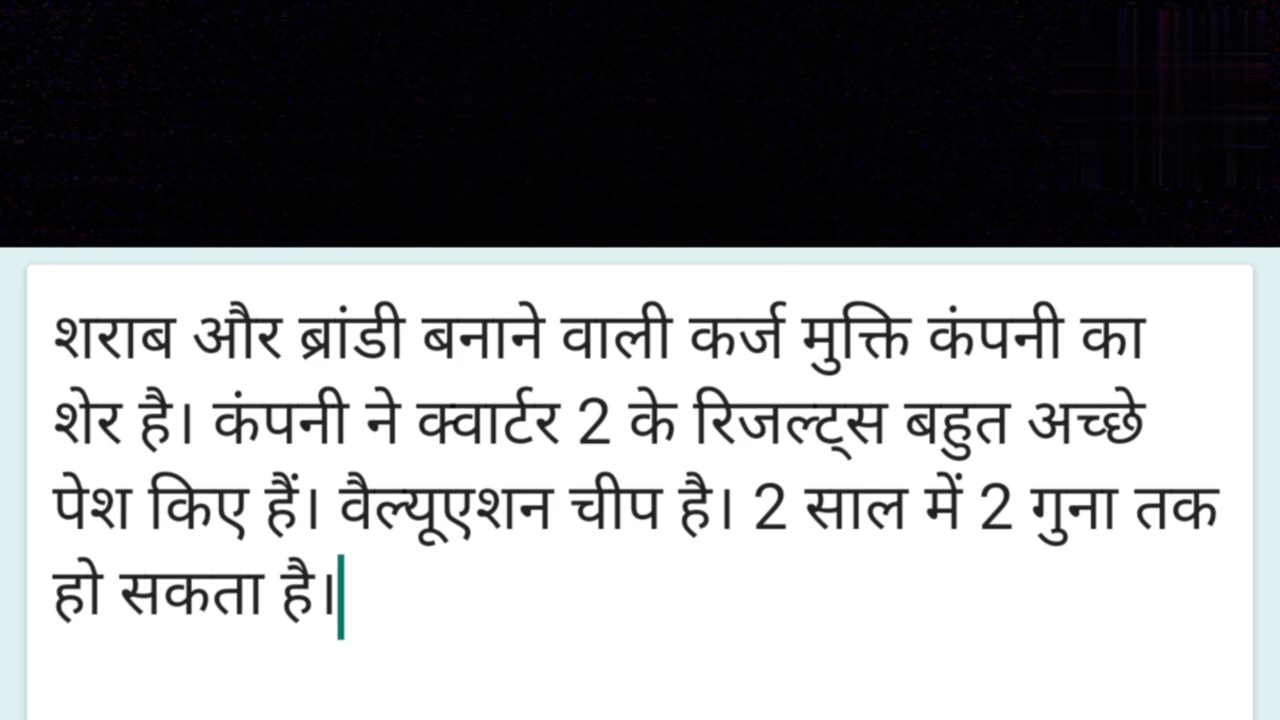 शराब और ब्रांडी बनाने वाली कर्ज मुक्ति कंपनी का
शेर है। कंपनी ने क्वार्टर 2 के रिजल्ट्स बहुत अच्छे
पेश किए हैं। वैल्यूएशन चीप है। 2 साल में 2 गुना तक
हो सकता है।